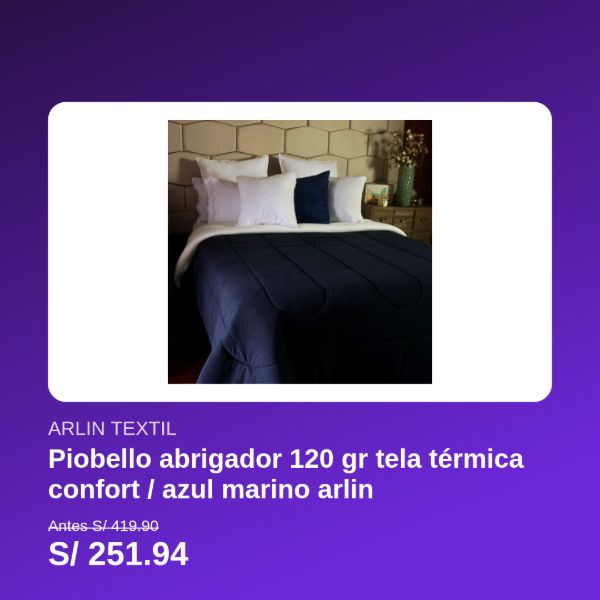 ARLIN TEXTIL
Piobello abrigador 120 gr tela térmica
confort / azul marino arlin
Antes S/ 419.90
S/ 251.94